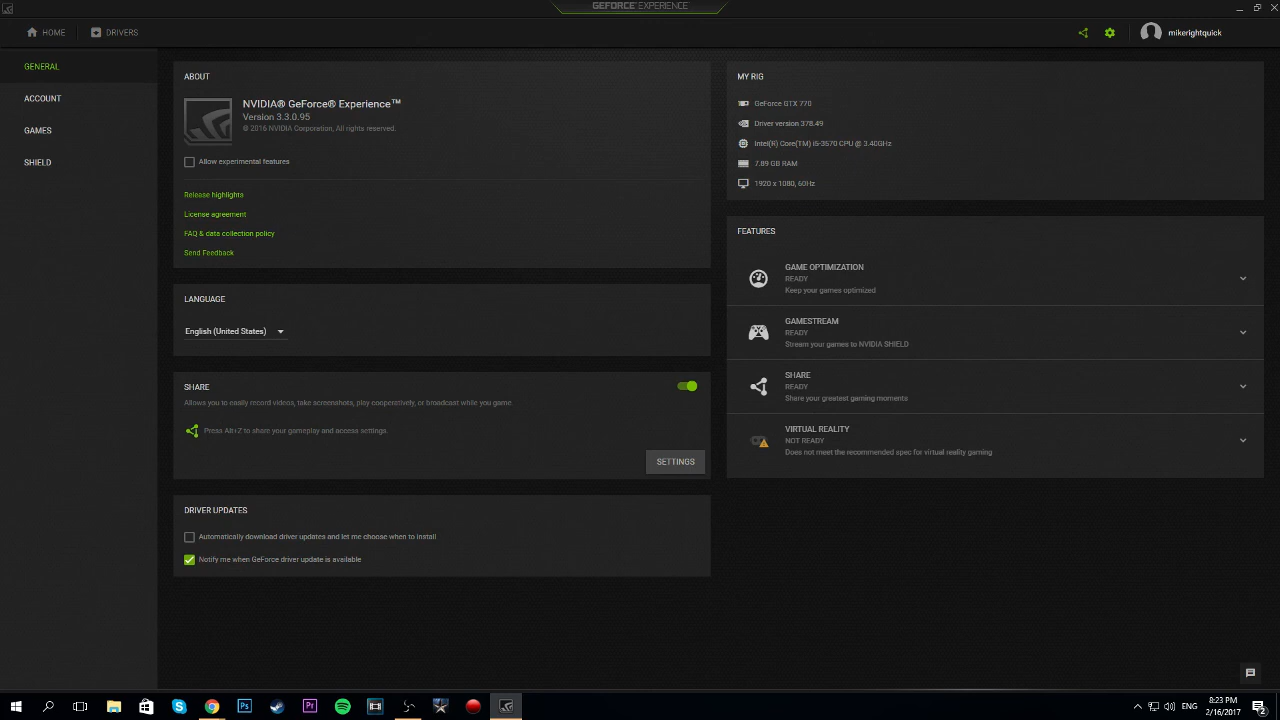 GEFORCE EXPERIENCE
HOME
DRIVERS
mikerightquick
GENERAL
ACCOUNT
GAMES
SHIELD
ABOUT
NVIDIA® GeForce® Experience™
Version 3.3.0.95
© 2016 NVIDIA Corporation, All rights reserved.
Allow experimental features
Release highlights
License agreement
FAQ & data collection policy
Send Feedback
LANGUAGE
English (United States)
SHARE
Allows you to easily record videos, take screenshots, play cooperatively, or broadcast while you game.
Press Alt+Z to share your gameplay and access settings.
SETTINGS
DRIVER UPDATES
Automatically download driver updates and let me choose when to install
Notify me when GeForce driver update is available
MY RIG
GeForce GTX 770
Driver version 378.49
Intel(R) Core(TM) i5-3570 CPU @ 3.40GHz
7.89 GB RAM
1920 x 1080, 60Hz
FEATURES
GAME OPTIMIZATION
READY
Keep your games optimized
GAMESTREAM
READY
Stream your games to NVIDIA SHIELD
SHARE
READY
Share your greatest gaming moments
VIRTUAL REALITY
NOT READY
Does not meet the recommended spec for virtual reality gaming
Ps
Pr
ENG
8:23 PM
2/16/2017
2